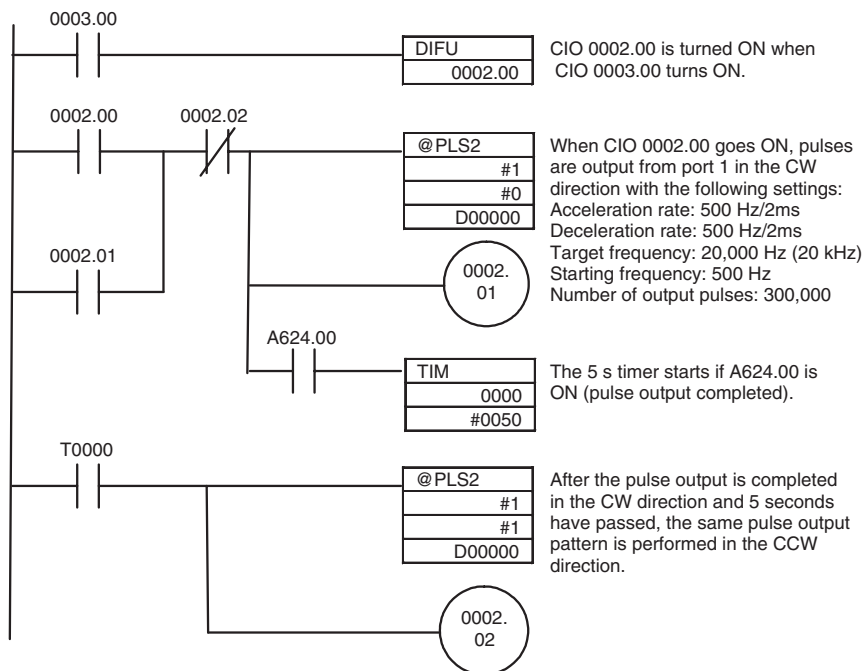 0003.00
DIFU
0002.00
CIO 0002.00 is turned ON when
CIO 0003.00 turns ON.
0002.00
0002.02
@PLS2
#1
#0
D00000
When CIO 0002.00 goes ON, pulses
are output from port 1 in the CW
direction with the following settings:
Acceleration rate: 500 Hz/2ms
Deceleration rate: 500 Hz/2ms
Target frequency: 20,000 Hz (20 kHz)
Starting frequency: 500 Hz
Number of output pulses: 300,000
0002.01
0002.
01
A624.00
TIM
0000
#0050
The 5 s timer starts if A624.00 is
ON (pulse output completed).
T0000
@PLS2
#1
#1
D00000
After the pulse output is completed
in the CW direction and 5 seconds
have passed, the same pulse output
pattern is performed in the CCW
direction.
0002.
02